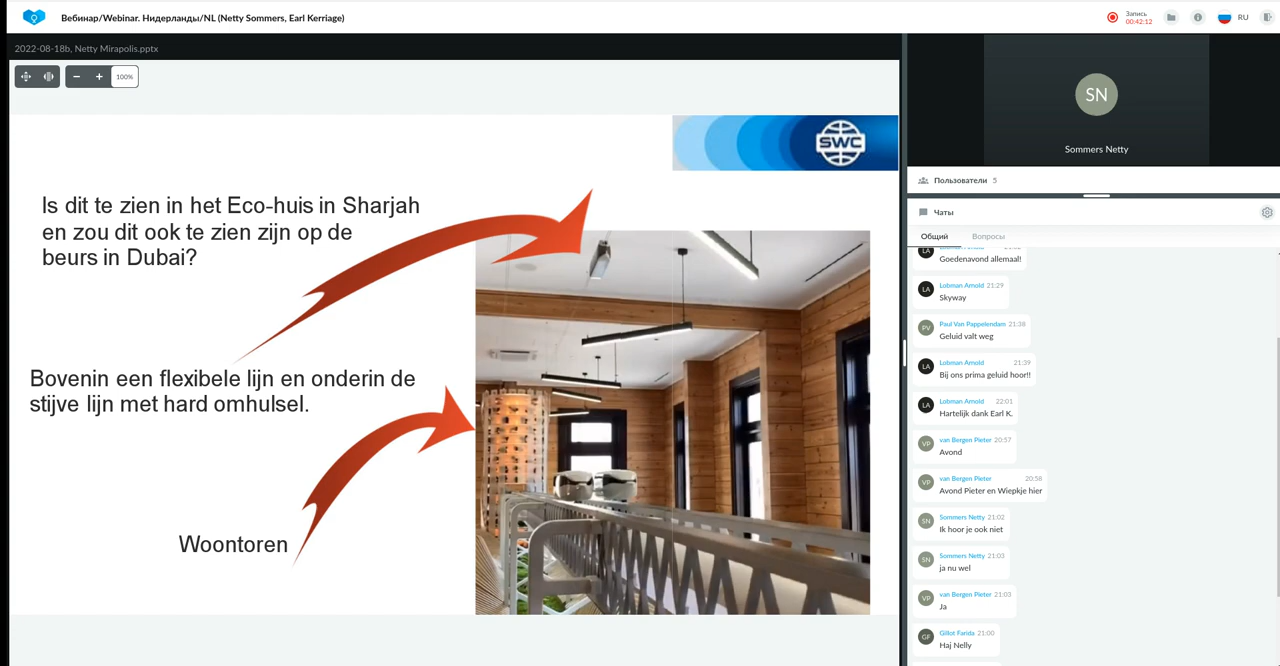 Вебинар/Webinar. Нидерланды/NL (Netty Sommers, Earl Kerriage)
Запись
00:42:12
RU
2022-08-18b, Netty Mirapolis.pptx
100%
SWC
Is dit te zien in het Eco-huis in Sharjah
en zou dit ook te zien zijn op de
beurs in Dubai?
Bovenin een flexibele lijn en onderin de
stijve lijn met hard omhulsel.
Woontoren
SN
Sommers Netty
Пользователи 5
Чаты
Общий Вопросы
LA
Goedenavond allemaal!
LA Lobman Arnold 21:29
Skyway
PV Paul Van Pappelendam 21:38
Geluid valt weg
LA Lobman Arnold 21:39
Bij ons prima geluid hoor!!
LA Lobman Arnold 22:01
Hartelijk dank Earl K.
VP van Bergen Pieter 20:57
Avond
VP van Bergen Pieter 20:58
Avond Pieter en Wiepkje hier
SN Sommers Netty 21:02
Ik hoor je ook niet
SN Sommers Netty 21:03
ja nu wel
VP van Bergen Pieter 21:03
Ja
GF Gillot Farida 21:00
Haj Nelly